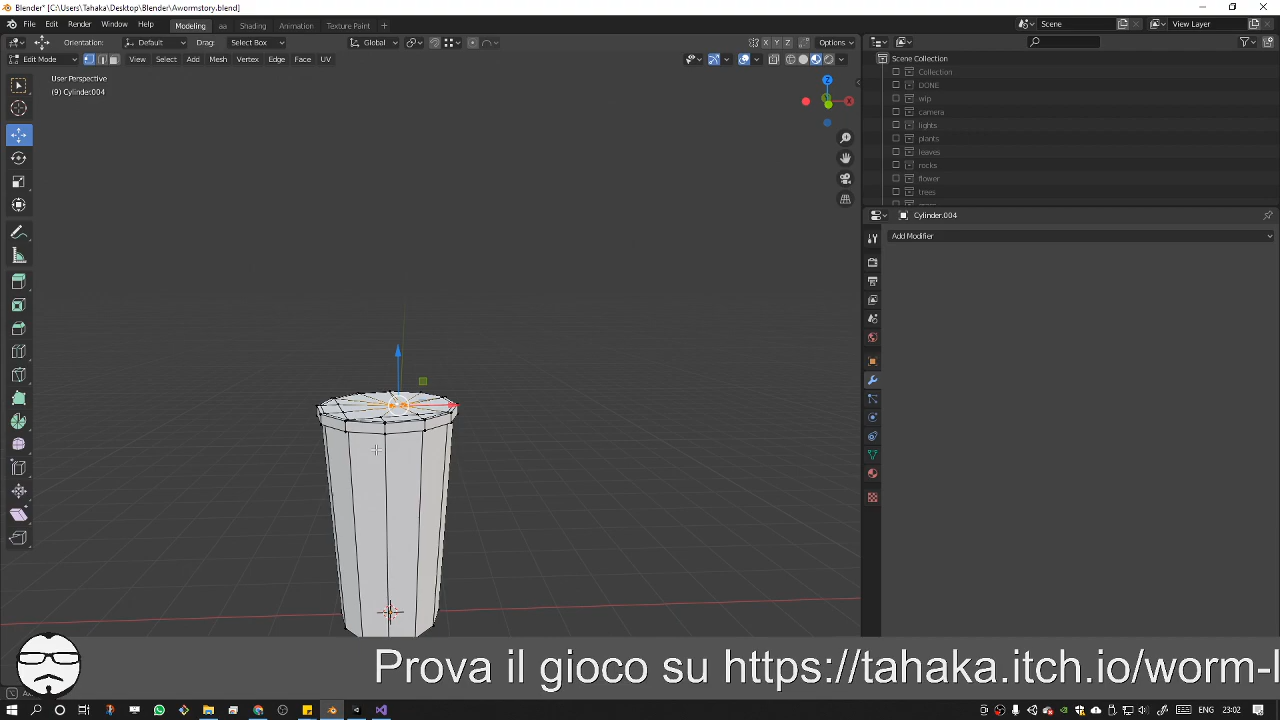 Blender* [C:\Users\Tahaka\Desktop\Blender\Awormstory.blend]
File Edit Render Window Help Modeling aa Shading Animation Texture Paint + Scene View Layer
Orientation: Default Drag: Select Box Global X Y Z Options
Edit Mode View Select Add Mesh Vertex Edge Face UV
User Perspective
(9) Cylinder.004
Z
X
Scene Collection
Collection
DONE
wip
camera
lights
plants
leaves
rocks
flower
trees
Cylinder.004
Add Modifier
Prova il gioco su https://tahaka.itch.io/worm-l
ENG 23:02